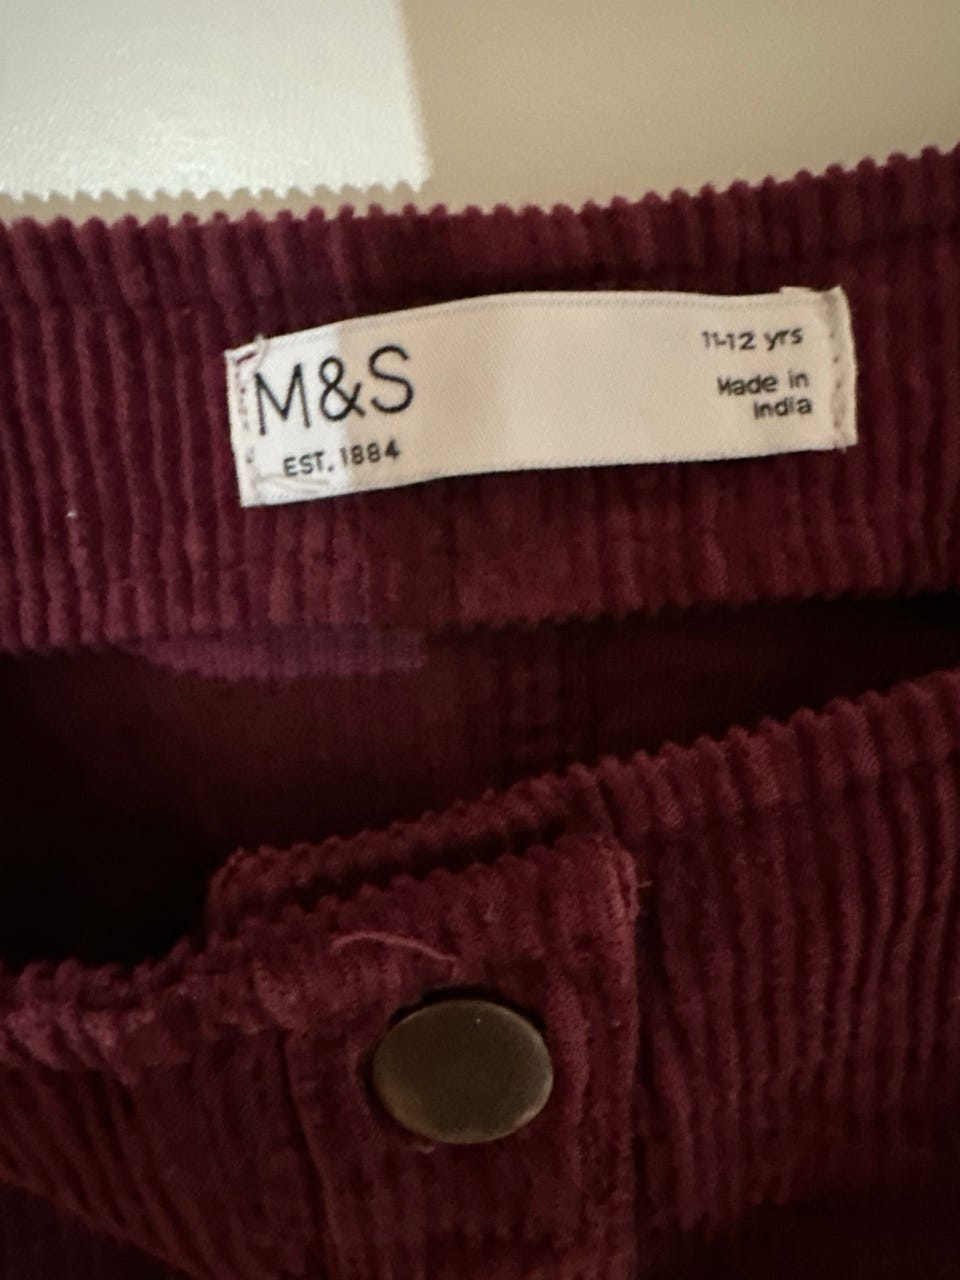 M&S
EST. 1884
11-12 yrs
Made in
India